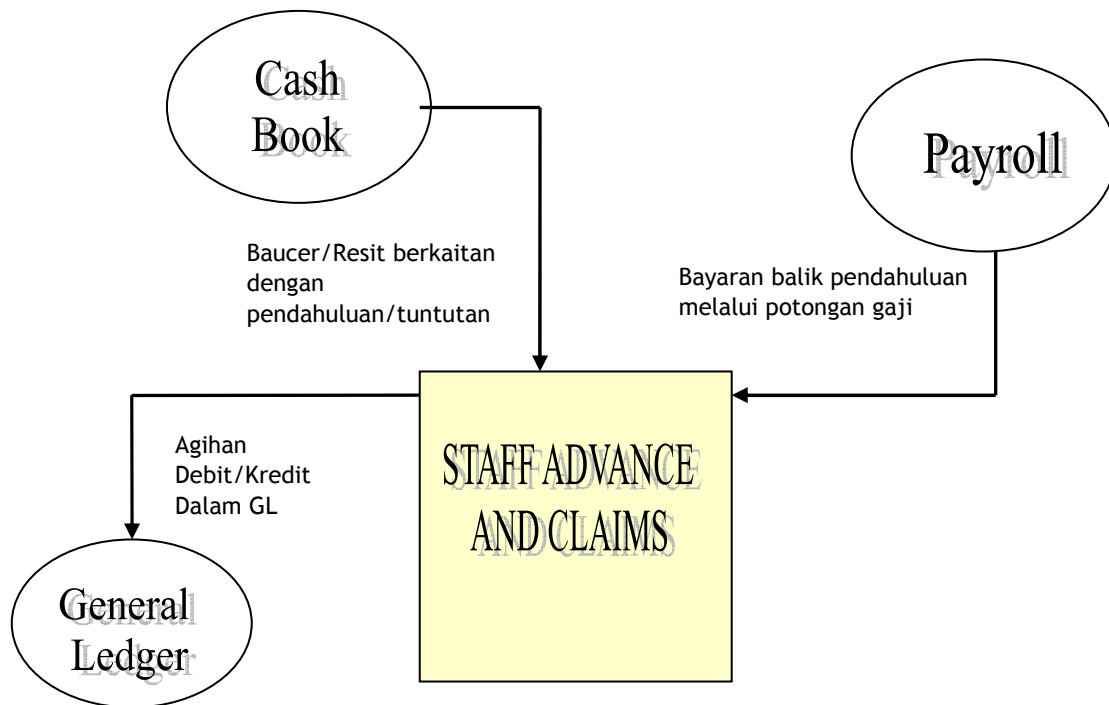 Cash
Book
Payroll
Baucer/Resit berkaitan
dengan
pendahuluan/tuntutan
Bayaran balik pendahuluan
melalui potongan gaji
Agihan
Debit/Kredit
Dalam GL
STAFF ADVANCE
AND CLAIMS
General
Ledger